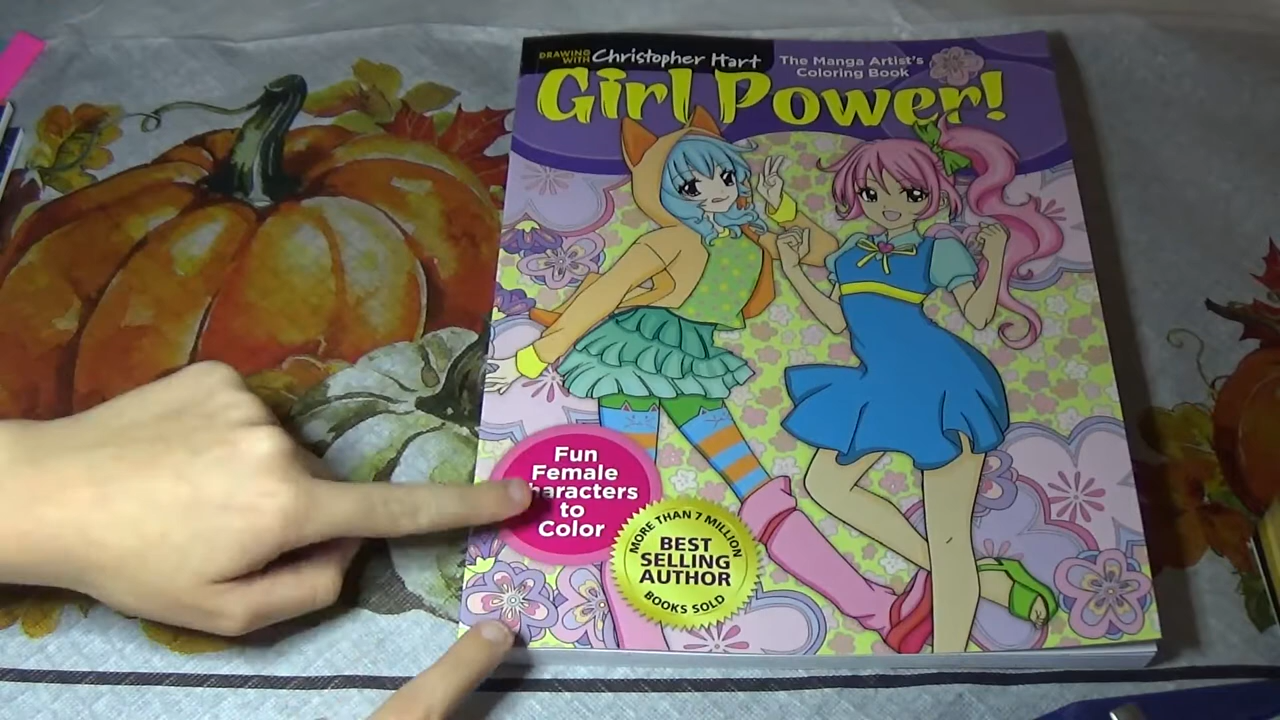 DRAWING WITH Christopher Hart
Girl Power!
The Manga Artist's
Coloring Book
Fun
Female
Characters
to
Color
MORE THAN 7 MILLION
BEST
SELLING
AUTHOR
BOOKS SOLD